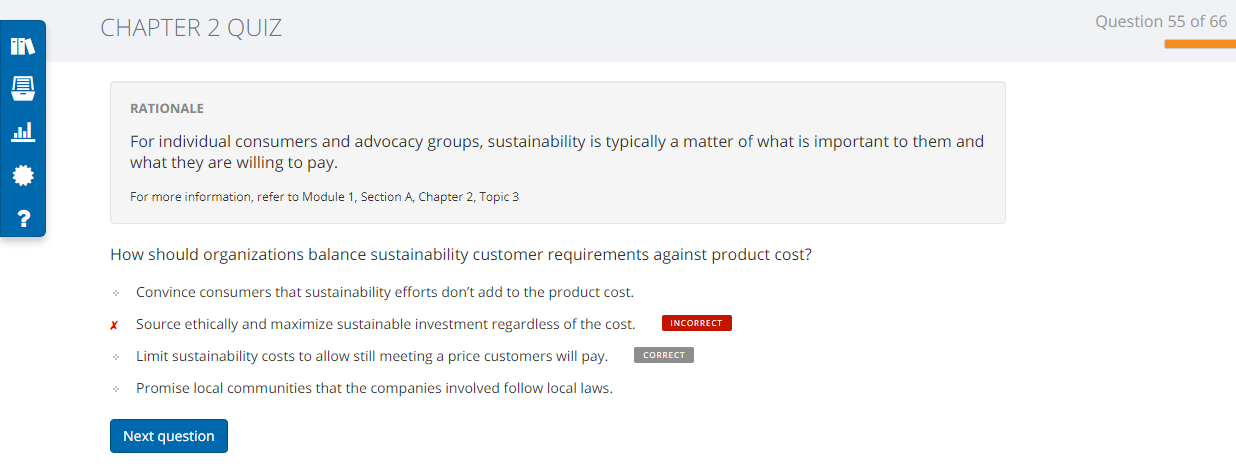 CHAPTER 2 QUIZ
Question 55 of 66
RATIONALE
For individual consumers and advocacy groups, sustainability is typically a matter of what is important to them and
what they are willing to pay.
For more information, refer to Module 1, Section A, Chapter 2, Topic 3
How should organizations balance sustainability customer requirements against product cost?
Convince consumers that sustainability efforts don’t add to the product cost.
✗ Source ethically and maximize sustainable investment regardless of the cost. INCORRECT
Limit sustainability costs to allow still meeting a price customers will pay. CORRECT
Promise local communities that the companies involved follow local laws.
Next question
?